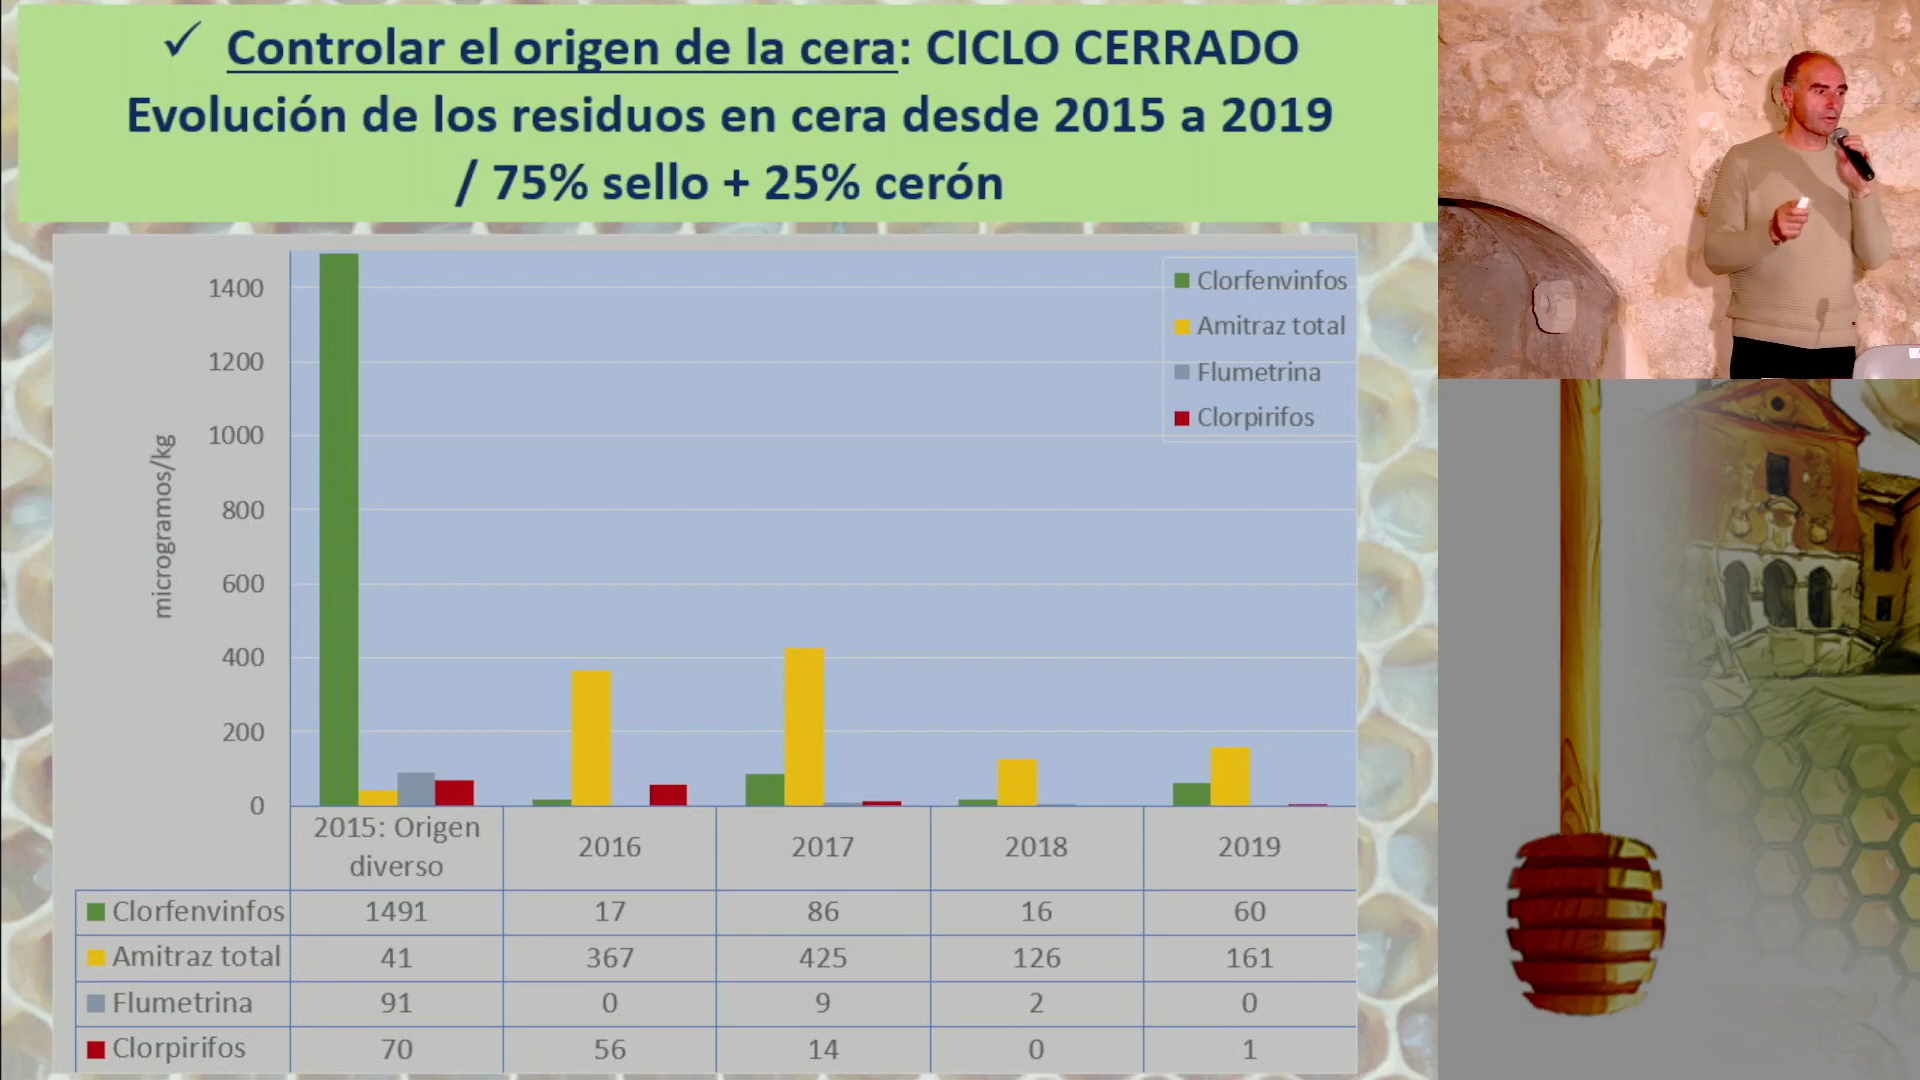 ✓ Controlar el origen de la cera: CICLO CERRADO
Evolución de los residuos en cera desde 2015 a 2019
/ 75% sello + 25% cerón
microgramos/kg
1400
1200
1000
800
600
400
200
0
Clorfenvinfos
Amitraz total
Flumetrina
Clorpirifos
2015: Origen diverso 2016 2017 2018 2019
Clorfenvinfos 1491 17 86 16 60
Amitraz total 41 367 425 126 161
Flumetrina 91 0 9 2 0
Clorpirifos 70 56 14 0 1